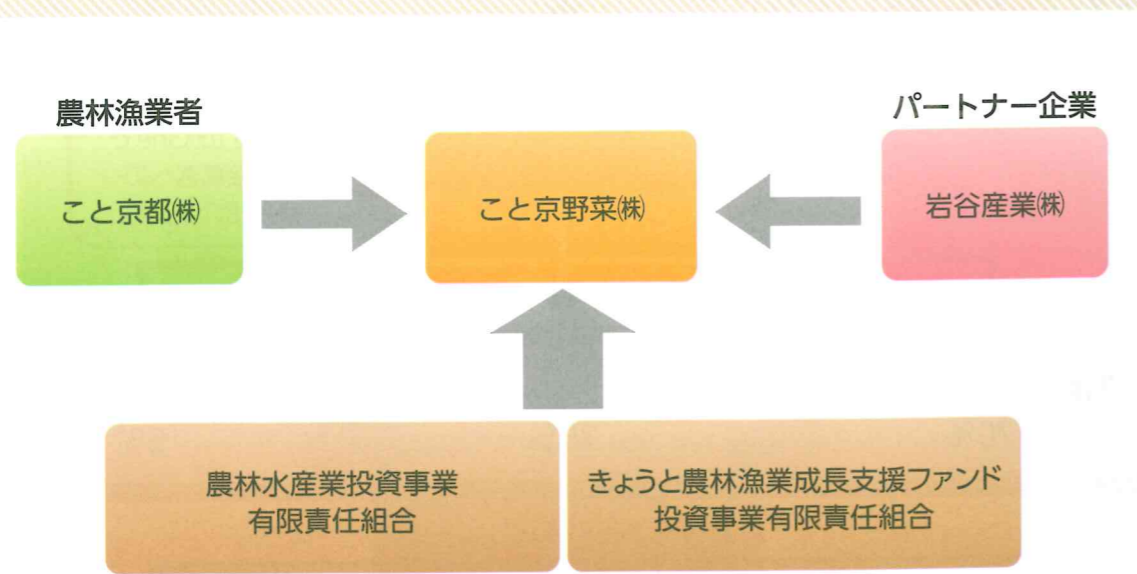 農林漁業者
パートナー企業
こと京都㈱
こと京野菜㈱
岩谷産業㈱
農林水産業投資事業
有限責任組合
きょうと農林漁業成長支援ファンド
投資事業有限責任組合